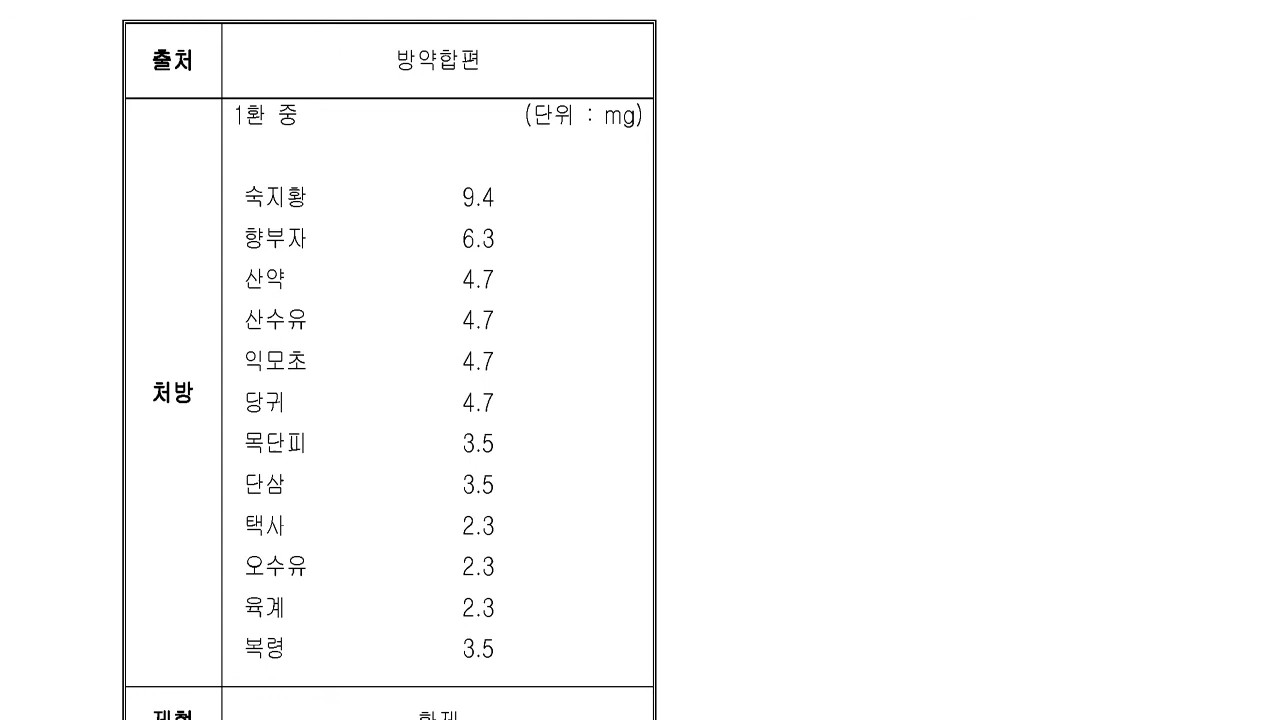 출처 방약합편
1환 중 (단위 : mg)
숙지황 9.4
향부자 6.3
산약 4.7
산수유 4.7
익모초 4.7
당귀 4.7
처방
목단피 3.5
단삼 3.5
택사 2.3
오수유 2.3
육계 2.3
복령 3.5